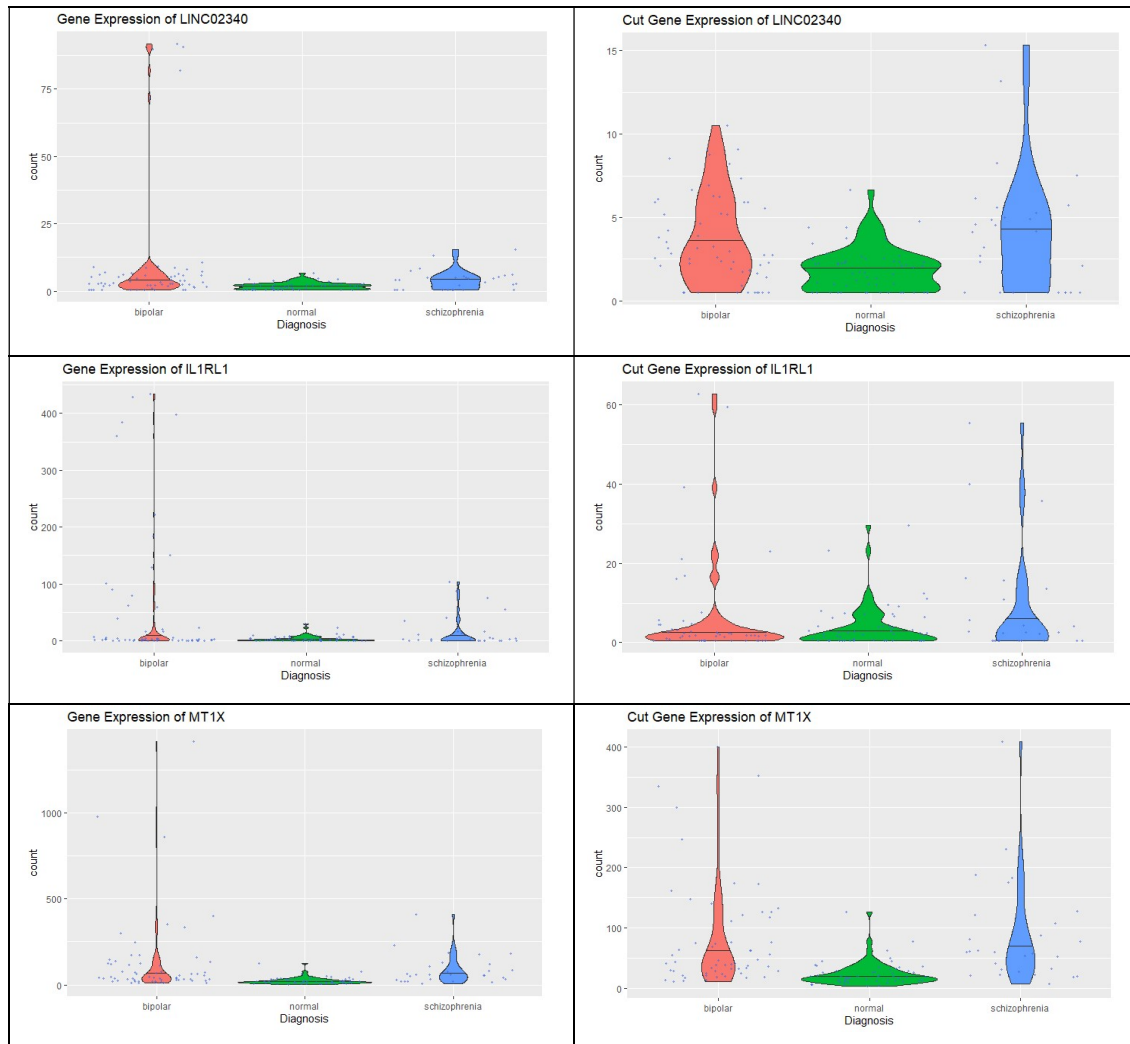 Gene Expression of LINC02340
75
50
25
0
count
bipolar
normal
schizophrenia
Diagnosis
Cut Gene Expression of LINC02340
15
10
5
0
count
bipolar
normal
schizophrenia
Diagnosis
Gene Expression of IL1RL1
400
300
200
100
0
count
bipolar
normal
schizophrenia
Diagnosis
Cut Gene Expression of IL1RL1
60
40
20
0
count
bipolar
normal
schizophrenia
Diagnosis
Gene Expression of MT1X
1000
500
0
count
bipolar
normal
schizophrenia
Diagnosis
Cut Gene Expression of MT1X
400
300
200
100
0
count
bipolar
normal
schizophrenia
Diagnosis